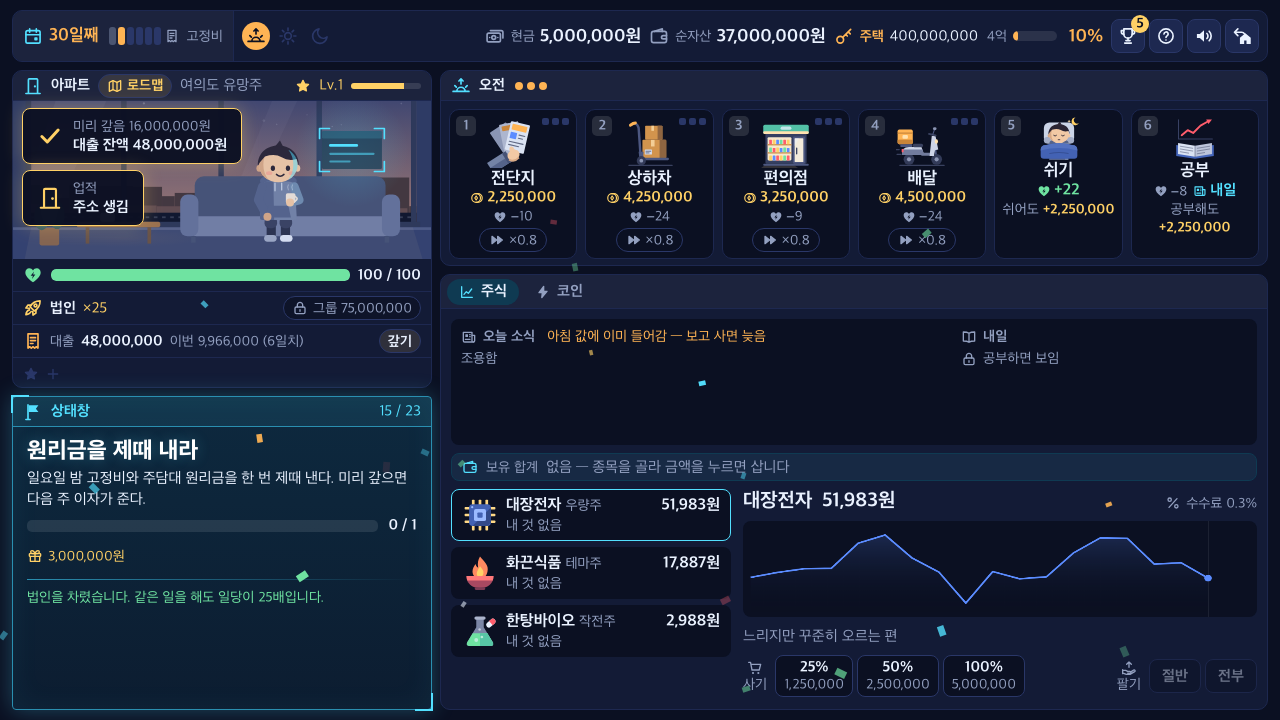 30일째
고정비
현금 5,000,000원
순자산 37,000,000원
주택 400,000,000
4억
10%
5
아파트
로드맵
여의도 유망주
Lv.1
미리 갚음 16,000,000원
대출 잔액 48,000,000원
업적
주소 생김
100 / 100
법인 ×25
그룹 75,000,000
대출 48,000,000 이번 9,966,000 (6일치)
갚기
상태창
15 / 23
원리금을 제때 내라
일요일 밤 고정비와 주담대 원리금을 한 번 제때 낸다. 미리 갚으면
다음 주 이자가 준다.
0 / 1
3,000,000원
법인을 차렸습니다. 같은 일을 해도 일당이 25배입니다.
오전
1
전단지
2,250,000
−10
×0.8
2
상하차
4,250,000
−24
×0.8
3
편의점
3,250,000
−9
×0.8
4
배달
4,500,000
−24
×0.8
5
쉬기
+22
쉬어도 +2,250,000
6
공부
−8 내일
공부해도
+2,250,000
주식
코인
오늘 소식 아침 값에 이미 들어감 — 보고 사면 늦음
조용함
내일
공부하면 보임
보유 합계 없음 — 종목을 골라 금액을 누르면 삽니다
대장전자 우량주 51,983원
내 것 없음
화끈식품 테마주 17,887원
내 것 없음
한탕바이오 작전주 2,988원
내 것 없음
대장전자 51,983원
수수료 0.3%
느리지만 꾸준히 오르는 편
사기
25%
1,250,000
50%
2,500,000
100%
5,000,000
팔기
절반
전부